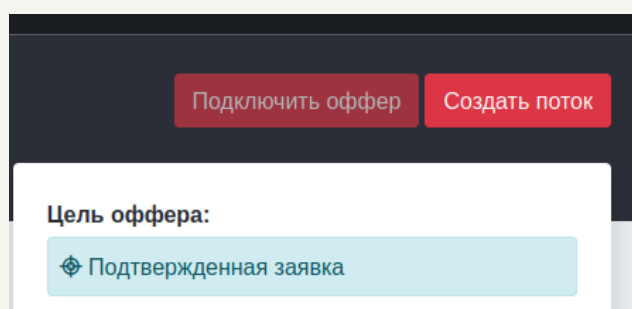 Подключить оффер
Создать поток
Цель оффера:
Подтвержденная заявка